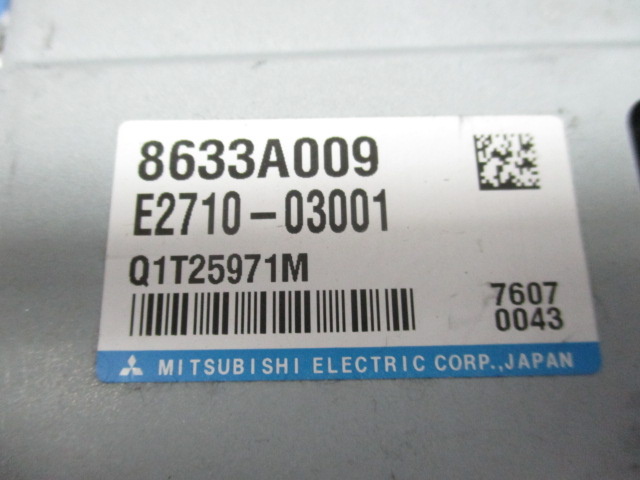 8633A009
E2710-03001
Q1T25971M
7607
0043
MITSUBISHI ELECTRIC CORP.,JAPAN